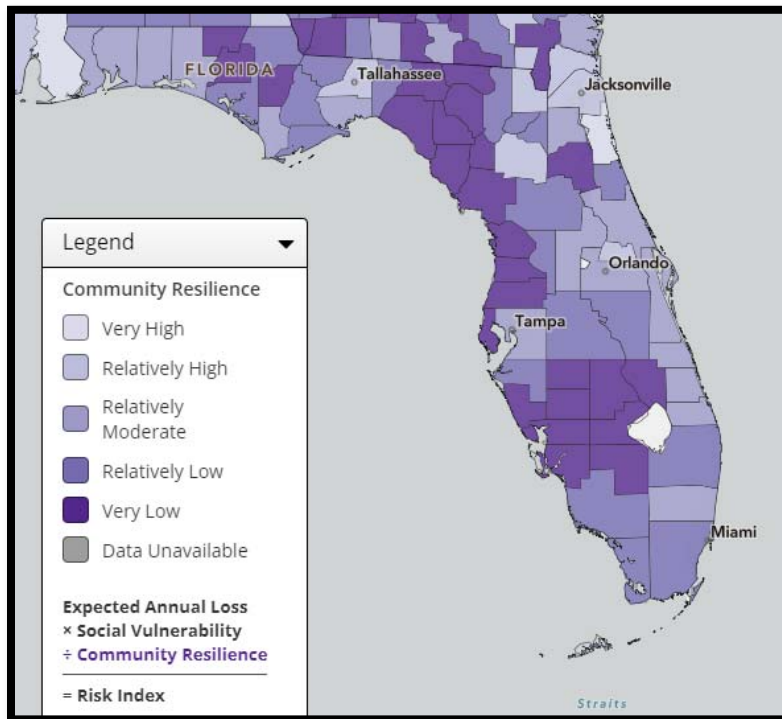 FLORIDA
Tallahassee
Jacksonville
Orlando
Tampa
Miami
Straits
Legend
Community Resilience
Very High
Relatively High
Relatively
Moderate
Relatively Low
Very Low
Data Unavailable
Expected Annual Loss
× Social Vulnerability
÷ Community Resilience
= Risk Index